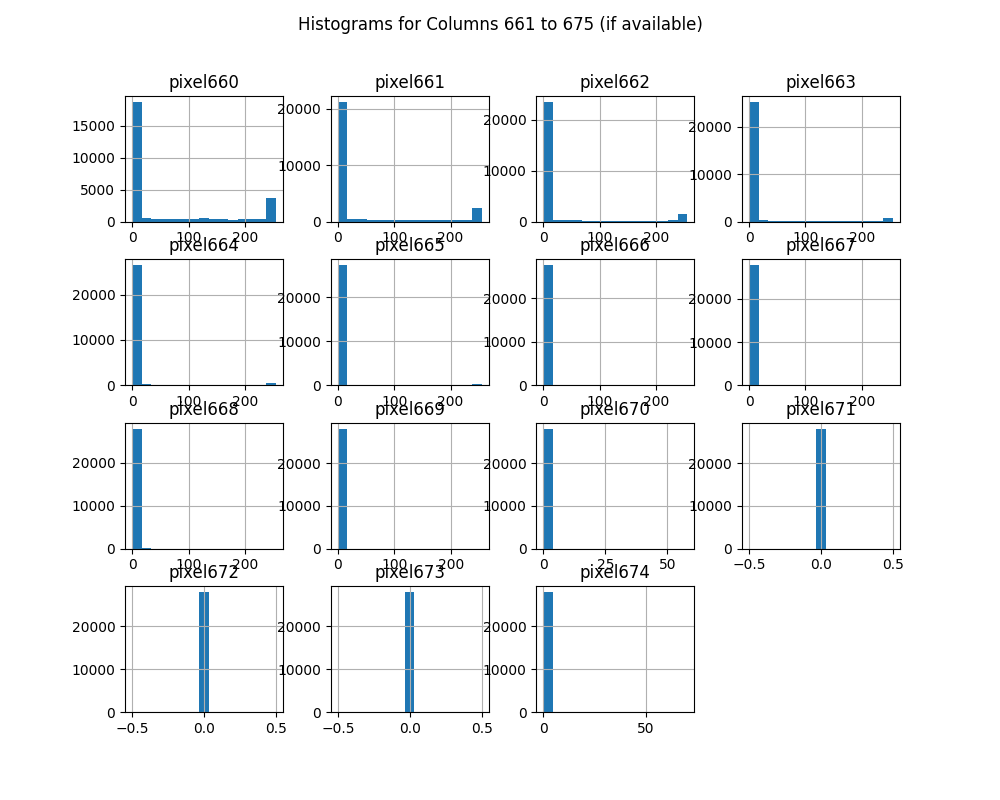 Histograms for Columns 661 to 675 (if available)
pixel660 pixel661 pixel662 pixel663
15000 10000 5000 0 20000 10000 0 20000 10000 0 20000 10000 0
0 100 200 0 100 200 0 100 200 0 100 200
pixel664 pixel665 pixel666 pixel667
20000 10000 0 20000 10000 0 20000 10000 0 20000 10000 0
0 100 200 0 100 200 0 100 200 0 100 200
pixel668 pixel669 pixel670 pixel671
20000 10000 0 20000 10000 0 20000 10000 0 20000 10000 0
0 100 200 0 100 200 0 25 50 −0.5 0.0 0.5
pixel672 pixel673 pixel674
20000 10000 0 20000 10000 0 20000 10000 0
−0.5 0.0 0.5 −0.5 0.0 0.5 0 50